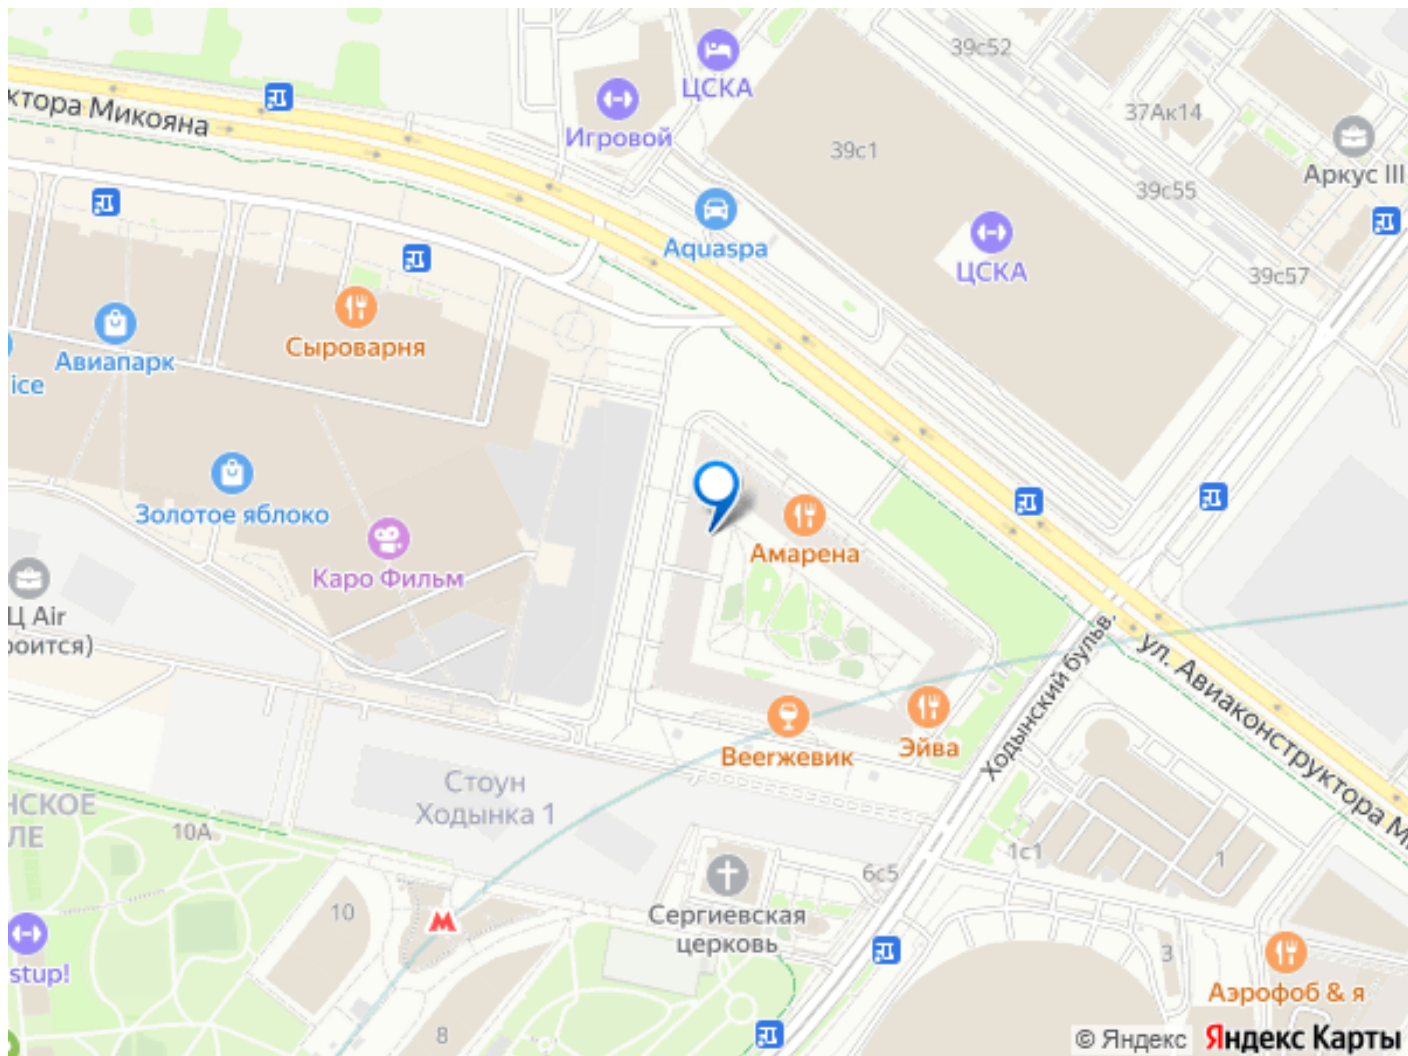 39с52
ЦСКА
ктора Микояна
Игровой
37Ак14
39с1
Аркус III
39с55
Aquaspa
ЦСКА
39с57
Сыроварня
Авиапарк
ice
Золотое яблоко
Амарена
Каро Фильм
Ц Air
роится)
ул. Авиаконструктора М
Ходынский бульв.
Веегжевик
Эйва
Стоун
Ходынка 1
НСКОЕ
ЛЕ
10А
1с1
1
6с5
10
Сергиевская
церковь
stup!
3
Аэрофоб & я
8
© Яндекс
Яндекс Карты